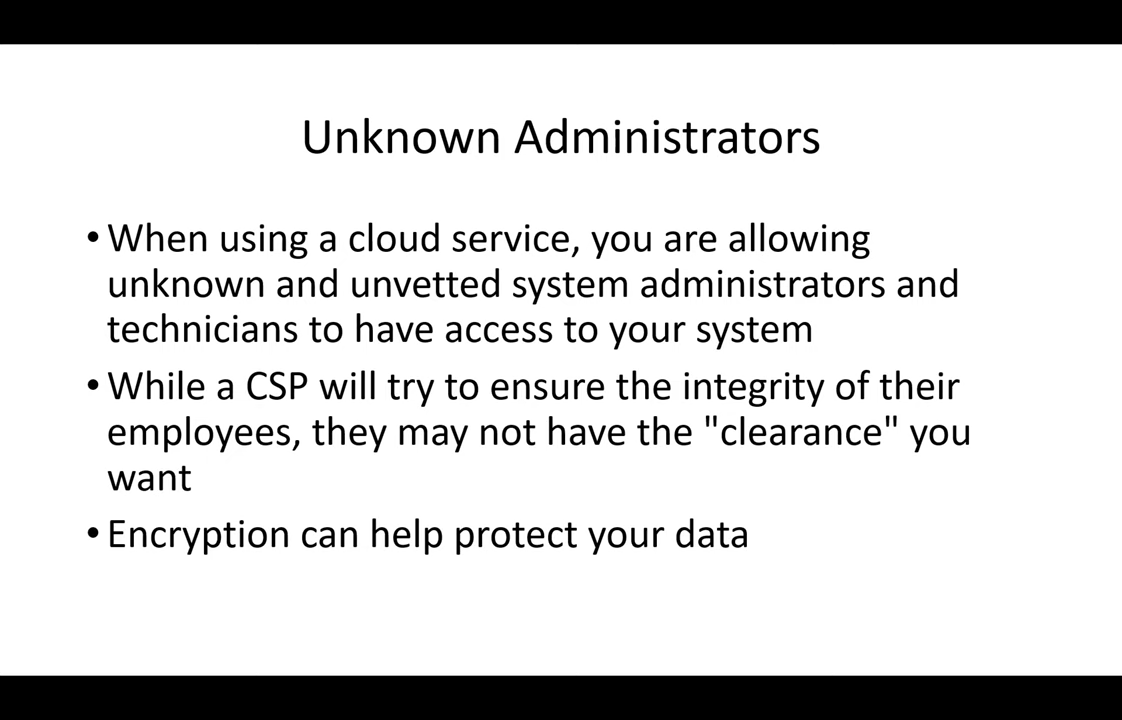 Unknown Administrators
•When using a cloud service, you are allowing
unknown and unvetted system administrators and
technicians to have access to your system
•While a CSP will try to ensure the integrity of their
employees, they may not have the "clearance" you
want
•Encryption can help protect your data